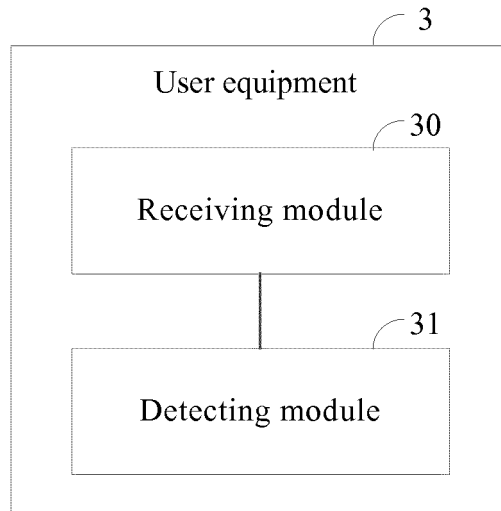 3
User equipment
30
Receiving module
31
Detecting module